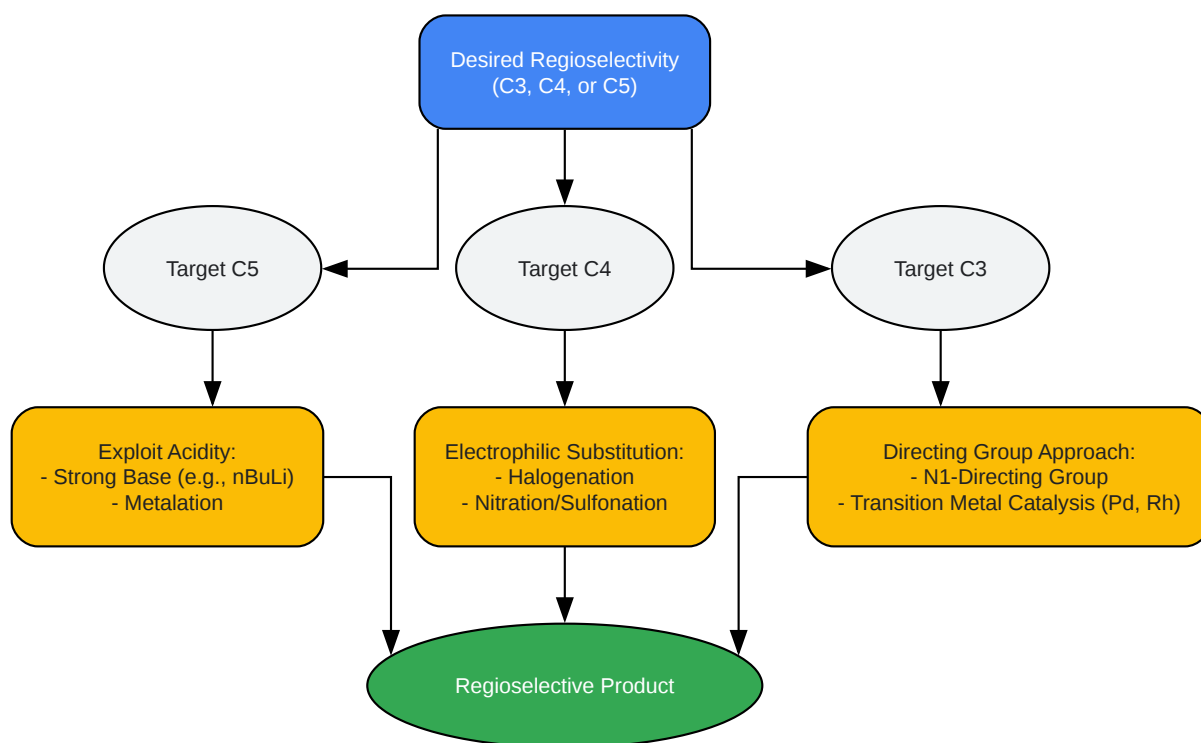 Desired Regioselectivity
(C3, C4, or C5)
Target C5
Target C4
Target C3
Exploit Acidity:
- Strong Base (e.g., nBuLi)
- Metalation
Electrophilic Substitution:
- Halogenation
- Nitration/Sulfonation
Directing Group Approach:
- N1-Directing Group
- Transition Metal Catalysis (Pd, Rh)
Regioselective Product